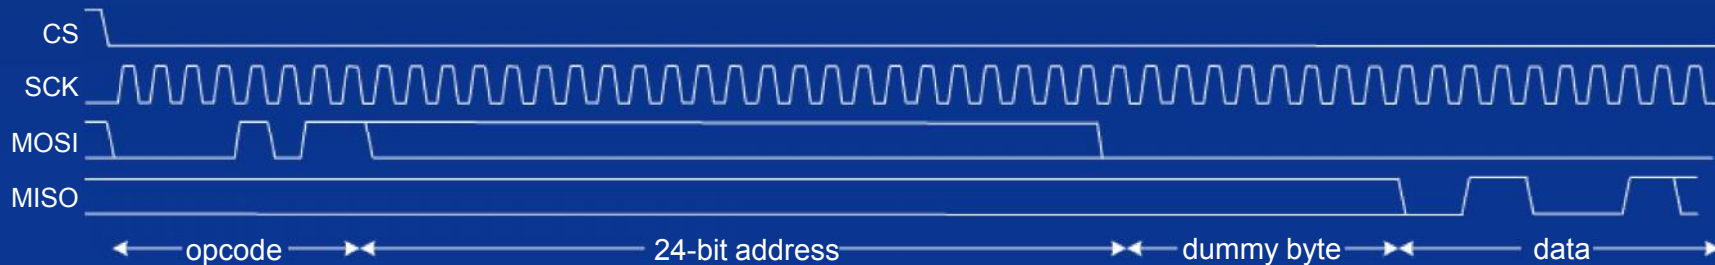 CS
SCK
MOSI
MISO
opcode 24-bit address dummy byte data